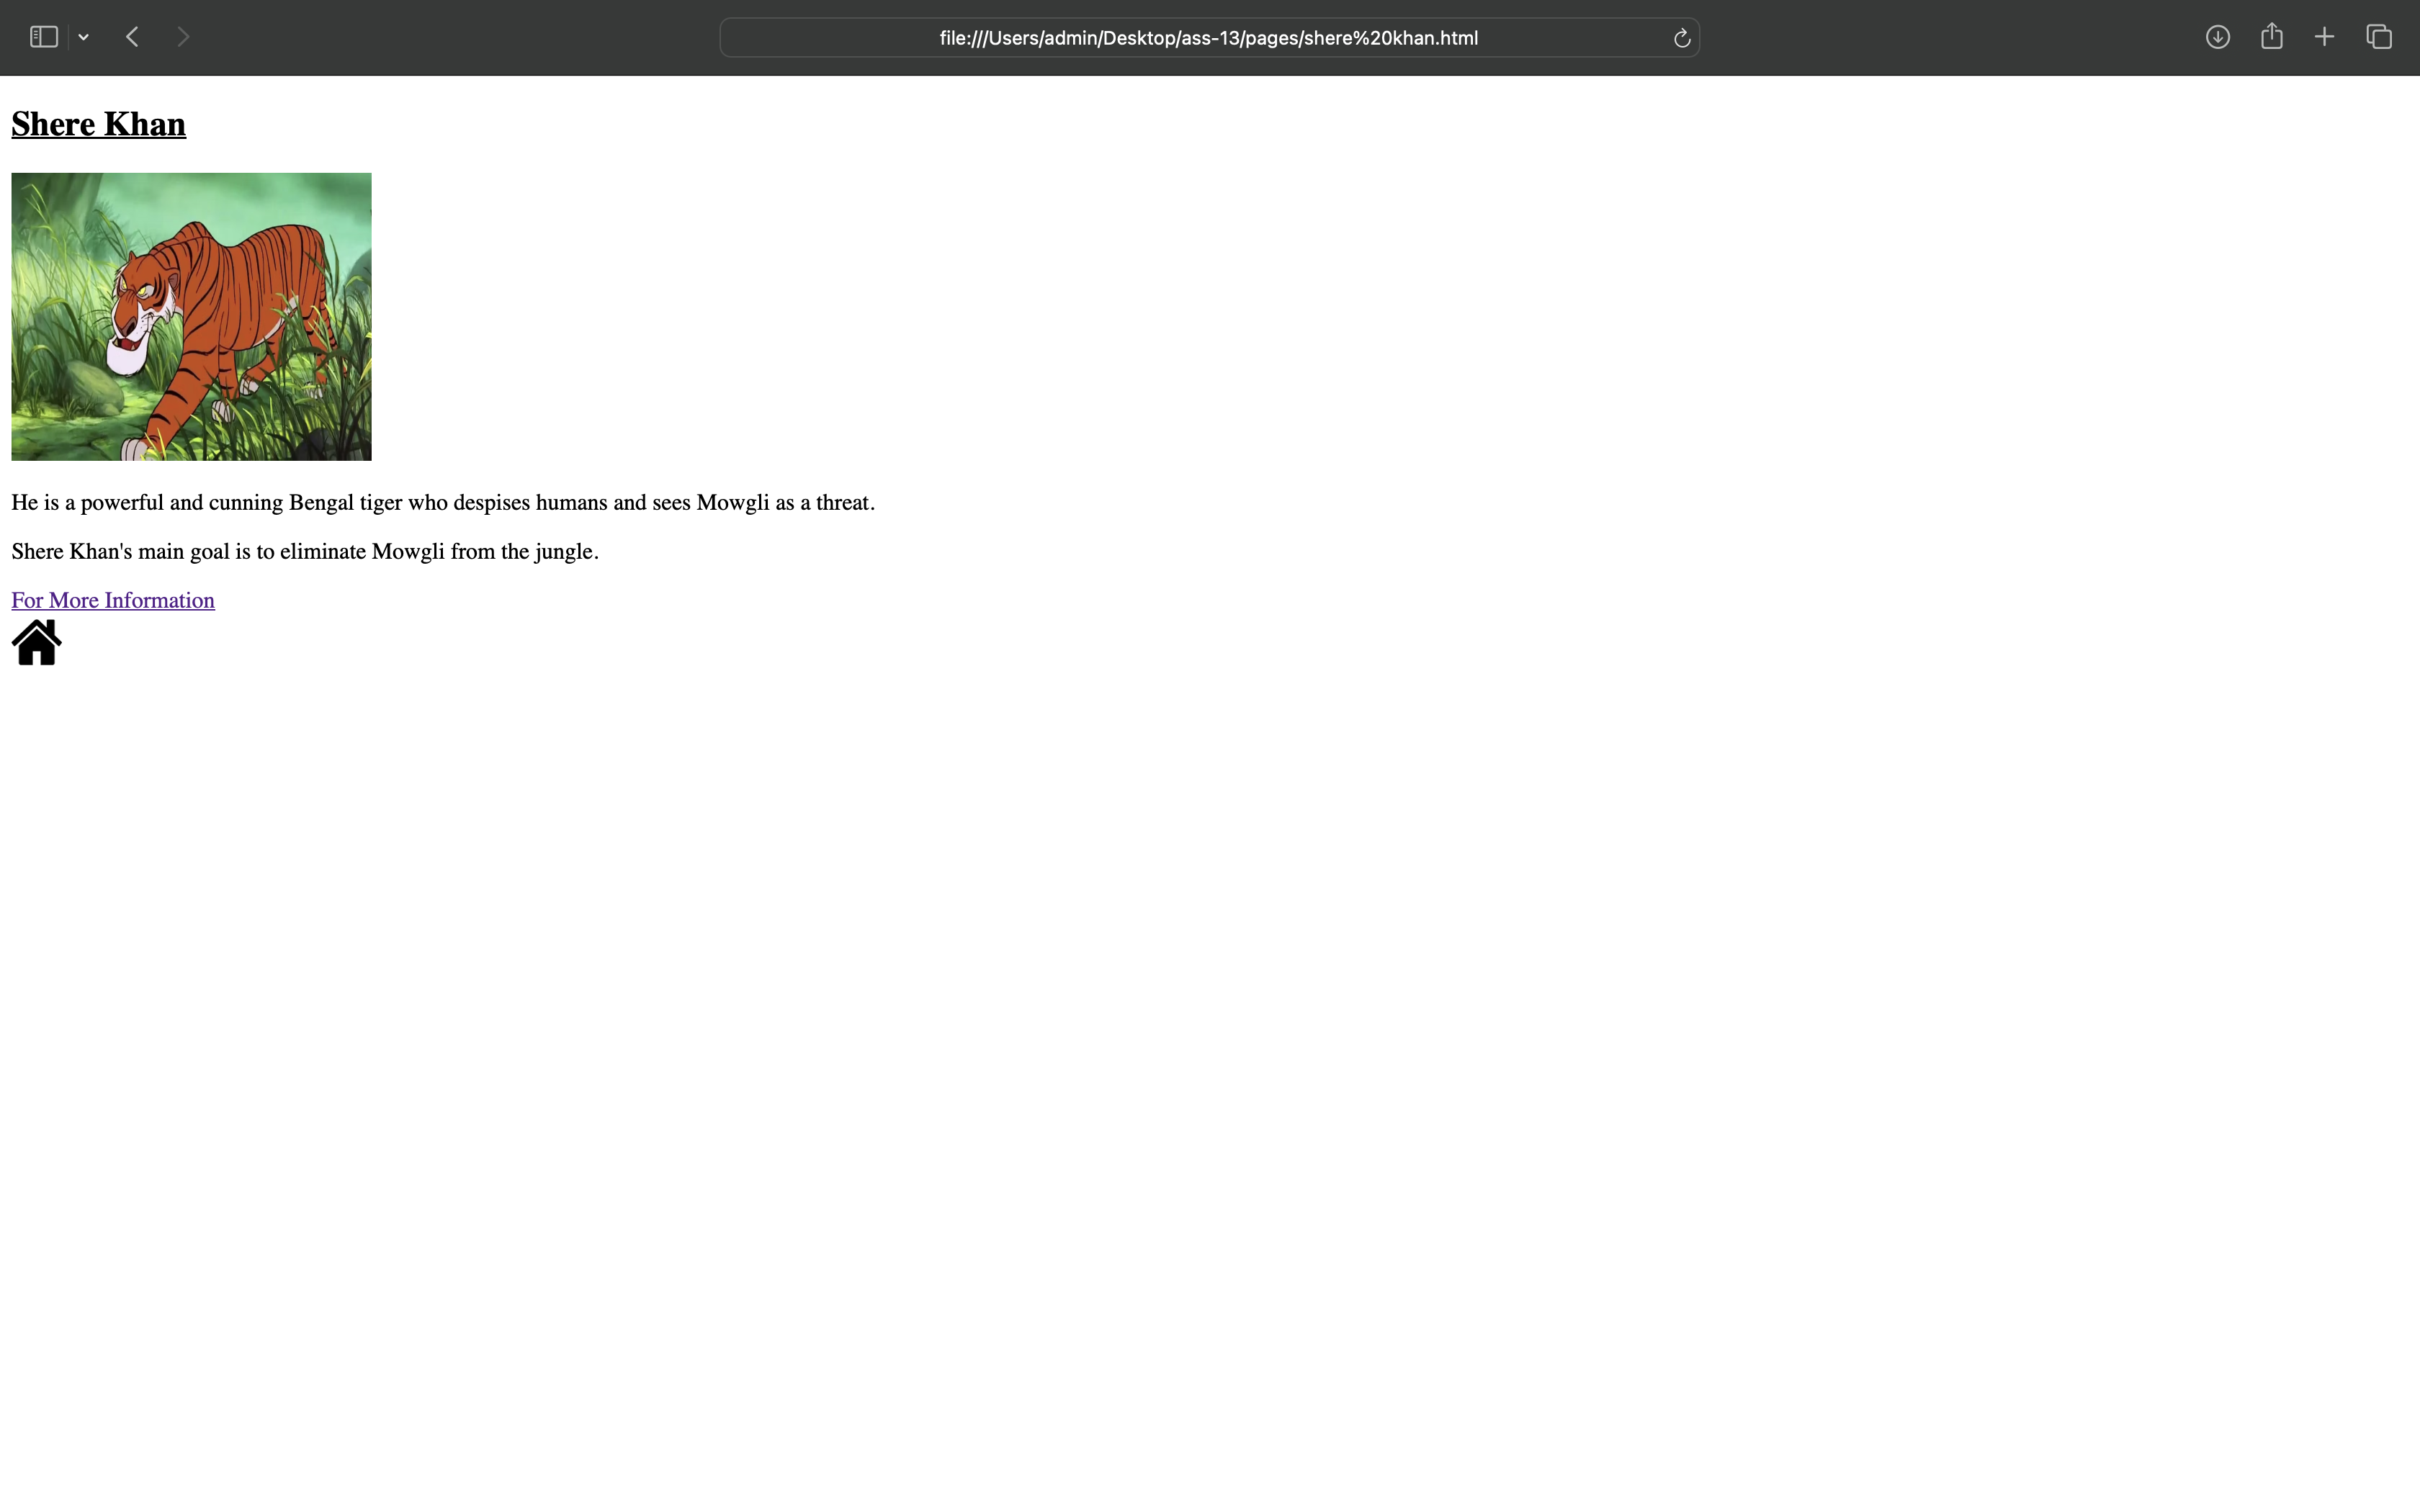 file:///Users/admin/Desktop/ass-13/pages/shere%20khan.html
Shere Khan
He is a powerful and cunning Bengal tiger who despises humans and sees Mowgli as a threat.
Shere Khan's main goal is to eliminate Mowgli from the jungle.
For More Information